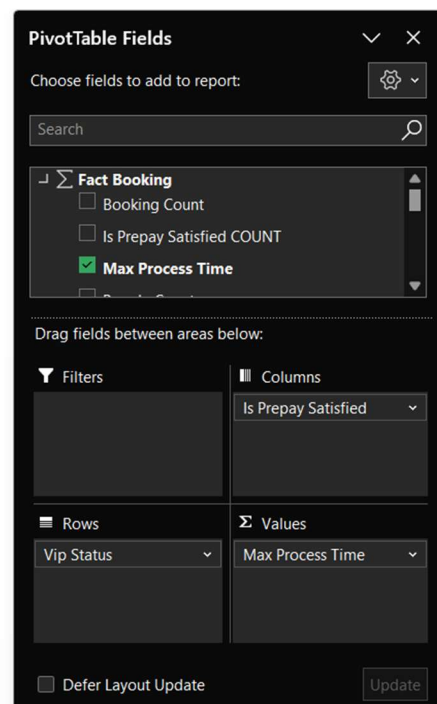 PivotTable Fields
Choose fields to add to report:
Search
Fact Booking
Booking Count
Is Prepay Satisfied COUNT
Max Process Time
Drag fields between areas below:
Filters
Columns
Is Prepay Satisfied
Rows
Σ Values
Vip Status
Max Process Time
Defer Layout Update
Update